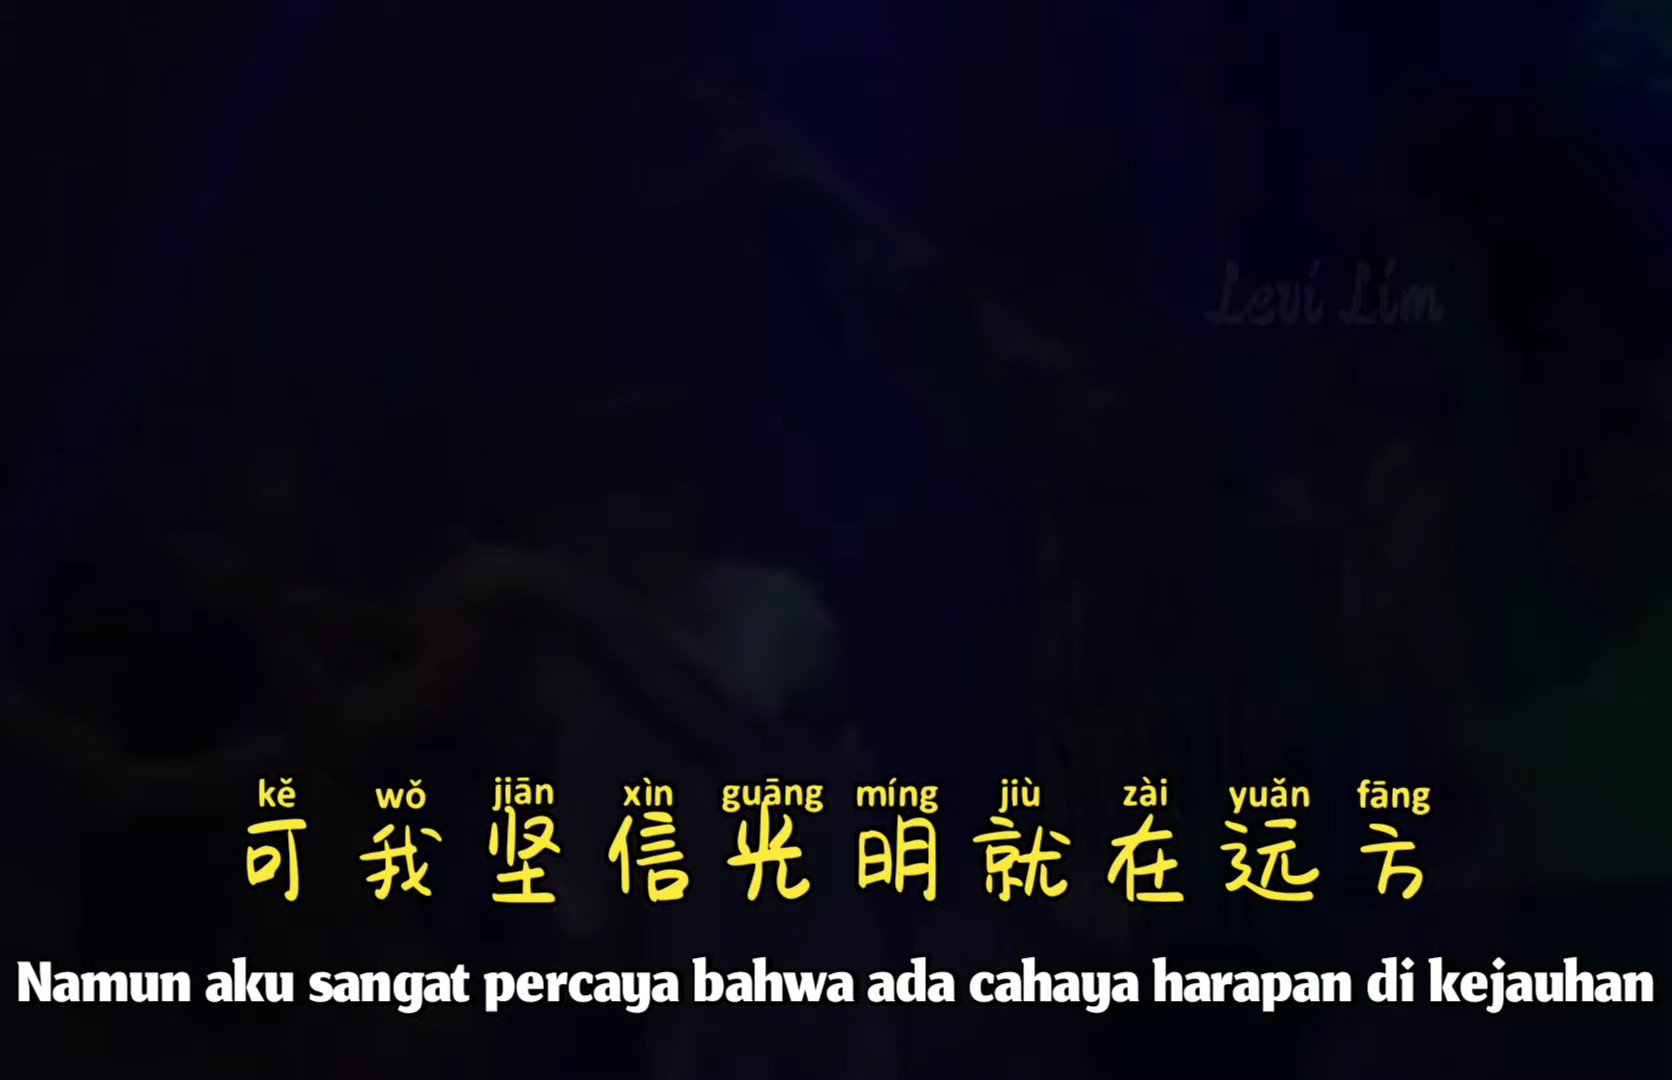 Levi Lim
kě wǒ jiān xìn guāng míng jiù zài yuǎn fāng
可我坚信光明就在远方
Namun aku sangat percaya bahwa ada cahaya harapan di kejauhan